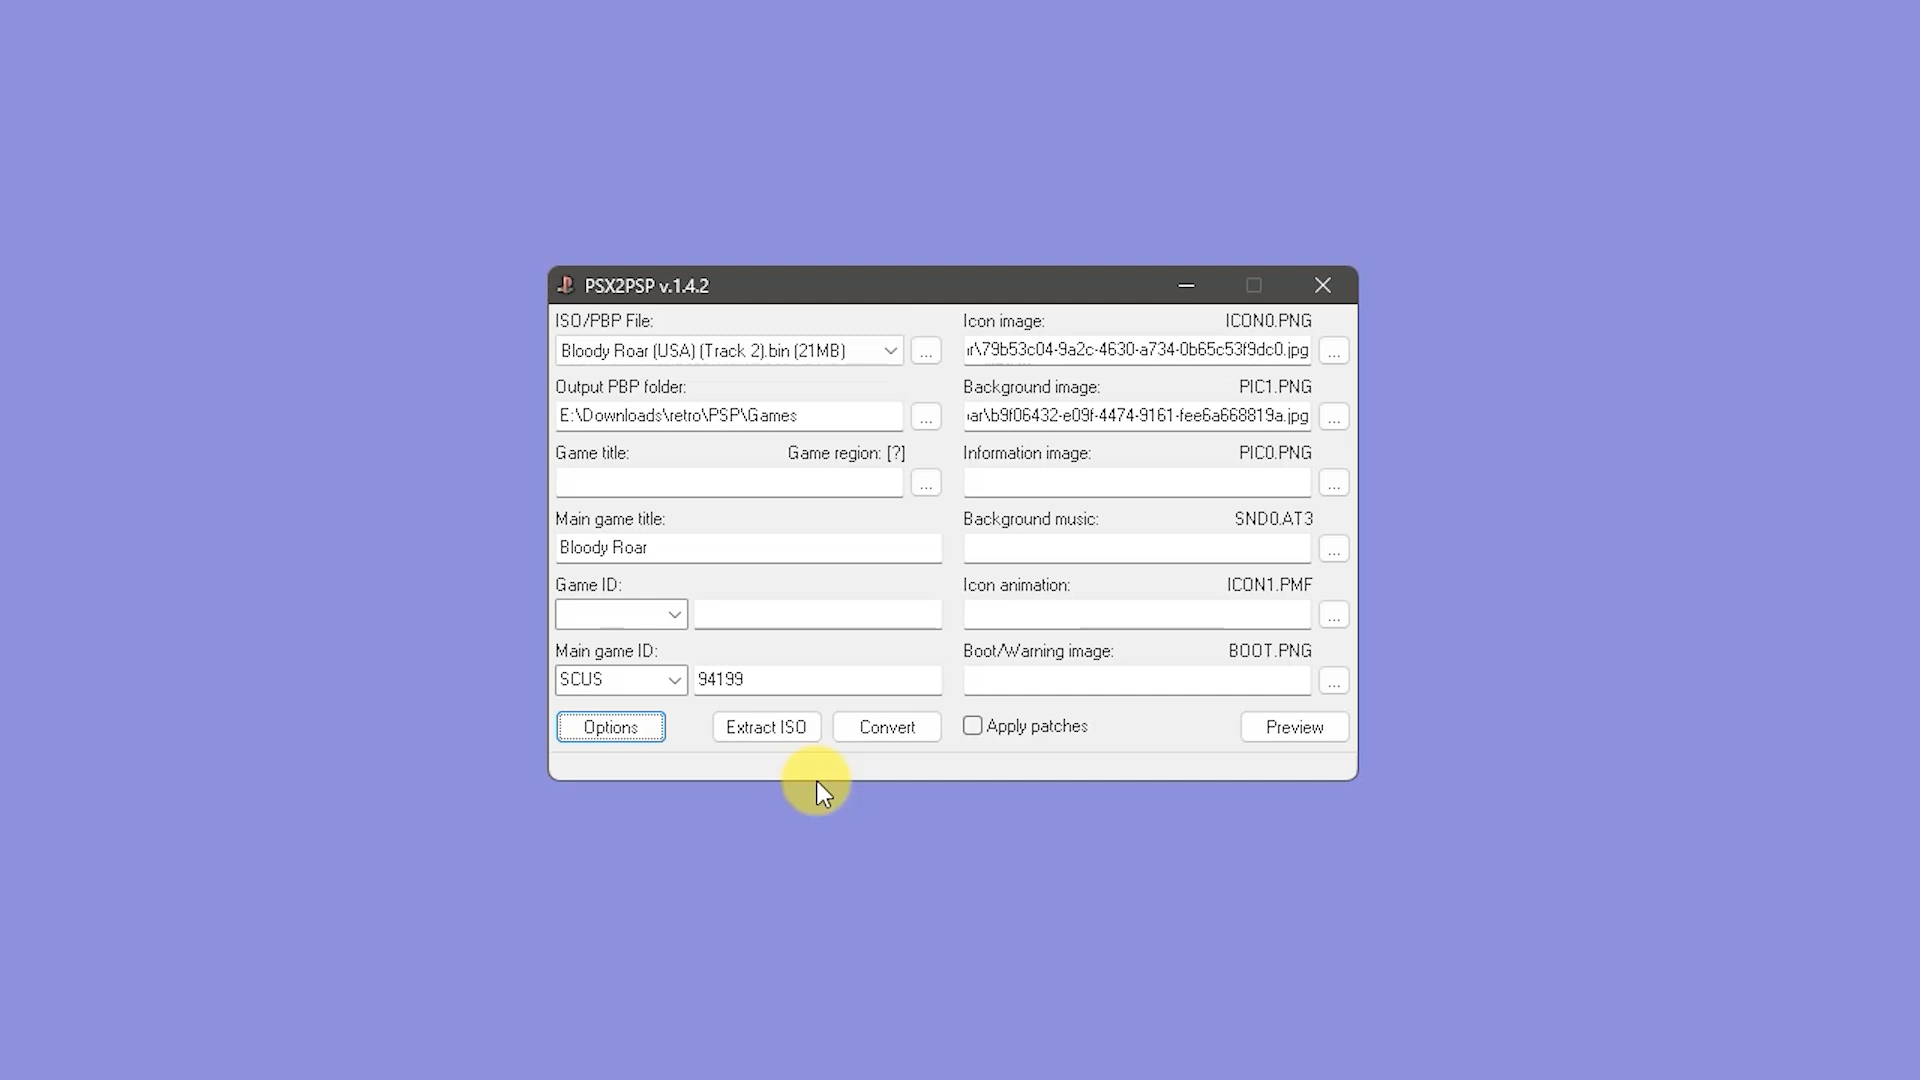 PSX2PSP v.1.4.2
ISO/PBP File:
Bloody Roar (USA) (Track 2).bin (21MB)
...
Output PBP folder:
E:\Downloads\retro\PSP\Games
...
Game title: Game region: [?]
...
Main game title:
Bloody Roar
Game ID:
Main game ID:
SCUS 94199
Options Extract ISO Convert
Icon image: ICON0.PNG
r\79b53c04-9a2c-4630-a734-0b65c53f9dc0.jpg
...
Background image: PIC1.PNG
ar\b9f06432-e09f-4474-9161-fee6a668819a.jpg
...
Information image: PIC0.PNG
...
Background music: SND0.AT3
...
Icon animation: ICON1.PMF
...
Boot/Warning image: BOOT.PNG
...
Apply patches Preview